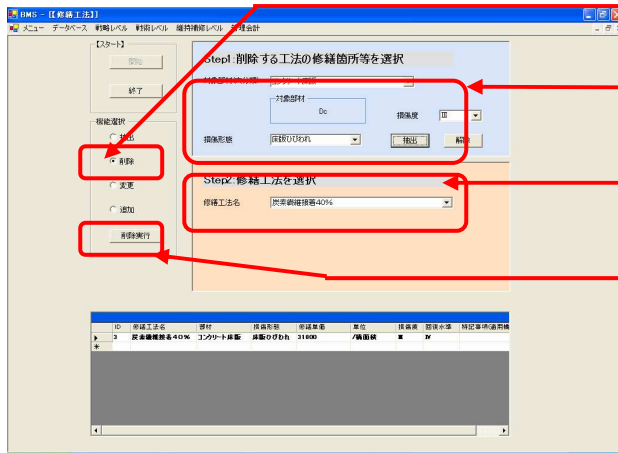 BMS - [【修繕工法】]
メニュー データベース 戦略レベル 戦術レベル 維持補修レベル 管理会計
【スタート】
開始
終了
機能選択
抽出
削除
変更
追加
削除実行
Step1:削除する工法の修繕箇所等を選択
対象部材
Dc
損傷度 Ⅲ
損傷形態 床版ひびわれ 抽出 解除
Step2:修繕工法を選択
修繕工法名 炭素繊維接着40%
ID 修繕工法名 部材 損傷形態 修繕単価 単位 損傷度 回復水準 特記事項(適用
3 炭素繊維接着40% コンクリート床版 床版ひびわれ 31800 /橋面積 Ⅲ Ⅳ